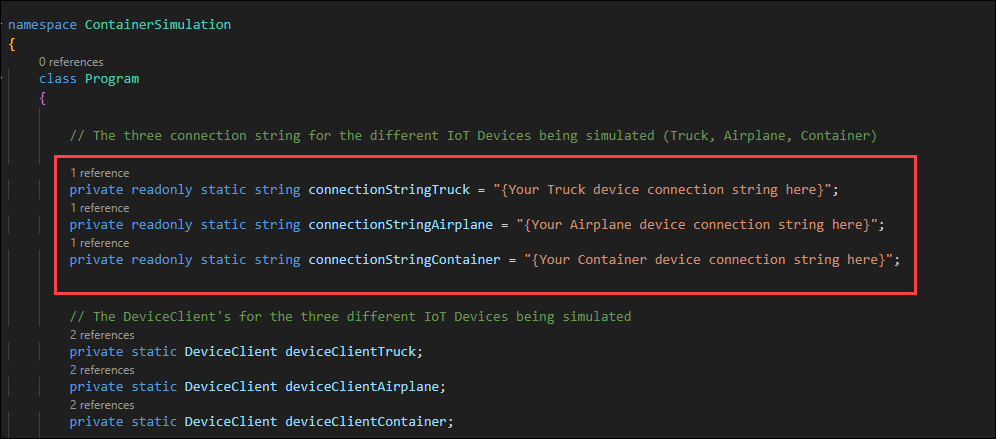 namespace ContainerSimulation
{
0 references
class Program
{
// The three connection string for the different IoT Devices being simulated (Truck, Airplane, Container)
1 reference
private readonly static string connectionStringTruck = "{Your Truck device connection string here}";
1 reference
private readonly static string connectionStringAirplane = "{Your Airplane device connection string here}";
1 reference
private readonly static string connectionStringContainer = "{Your Container device connection string here}";
// The DeviceClient's for the three different IoT Devices being simulated
2 references
private static DeviceClient deviceClientTruck;
2 references
private static DeviceClient deviceClientAirplane;
2 references
private static DeviceClient deviceClientContainer;